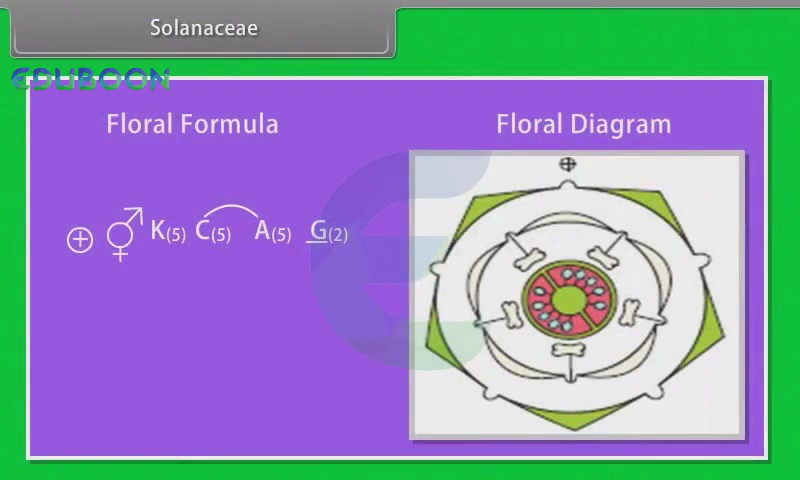 Solanaceae
EDUBOON
Floral Formula
Floral Diagram
⊕ ⚥ K(5) C(5) A(5) G(2)